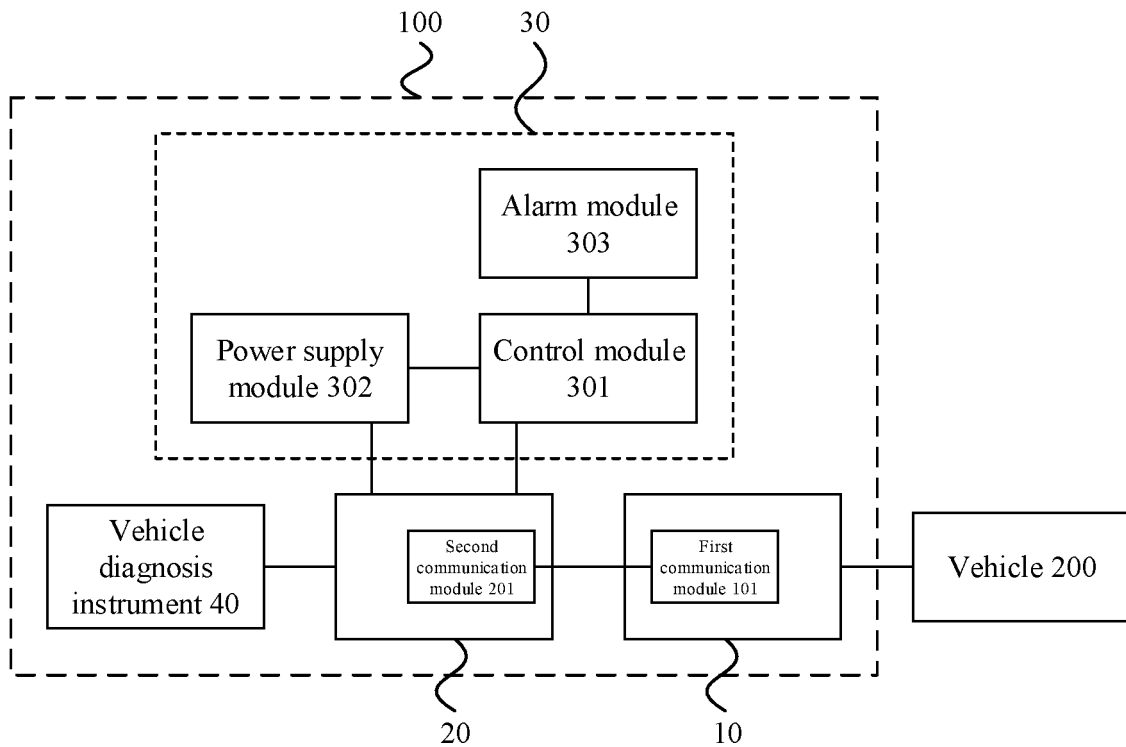 100
30
Alarm module
303
Power supply
module 302
Control module
301
Vehicle
diagnosis
instrument 40
Second
communication
module 201
First
communication
module 101
Vehicle 200
20
10